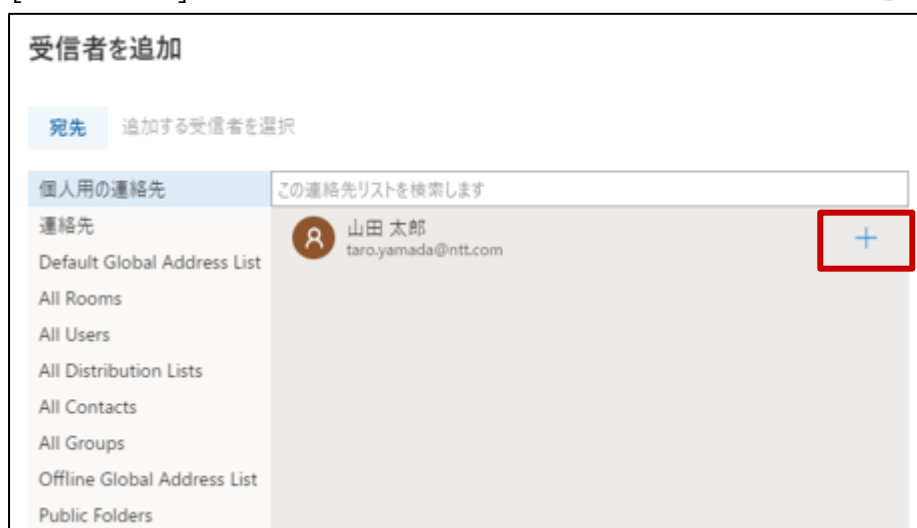 受信者を追加
宛先 追加する受信者を選択
個人用の連絡先
この連絡先リストを検索します
連絡先
山田 太郎
taro.yamada@ntt.com
Default Global Address List
All Rooms
All Users
All Distribution Lists
All Contacts
All Groups
Offline Global Address List
Public Folders